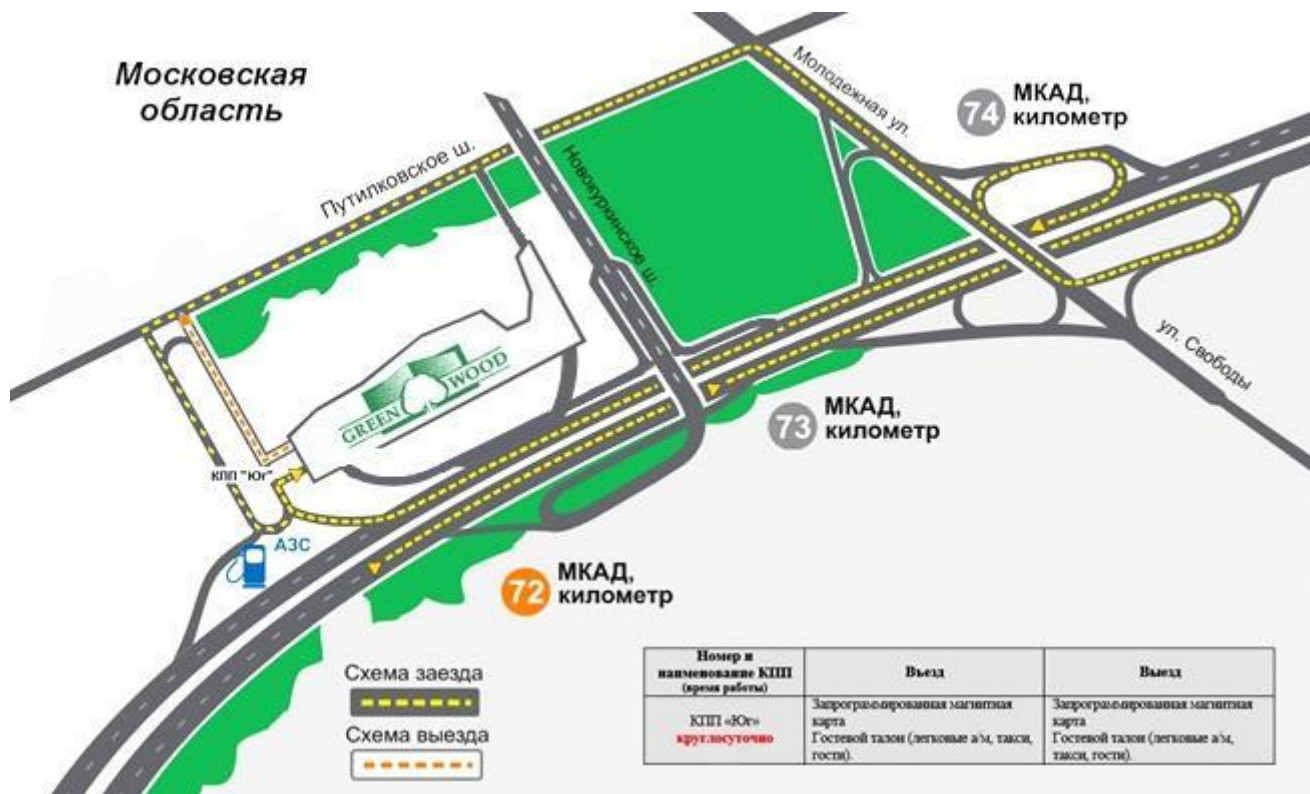 Московская
область
Молодежная ул.
74
МКАД,
километр
Путилковское ш.
Новокуркинское ш.
GREEN WOOD
ул. Свободы
73
МКАД,
километр
КПП "Юг"
АЗС
72
МКАД,
километр
Схема заезда
Схема выезда
Номер и
наименование КПП
(время работы)
Въезд
Выезд
КПП «Юг»
круглосуточно
Запрограммированная магнитная
карта
Гостевой талон (легковые а/м, такси,
гости).
Запрограммированная магнитная
карта
Гостевой талон (легковые а/м,
такси, гости).